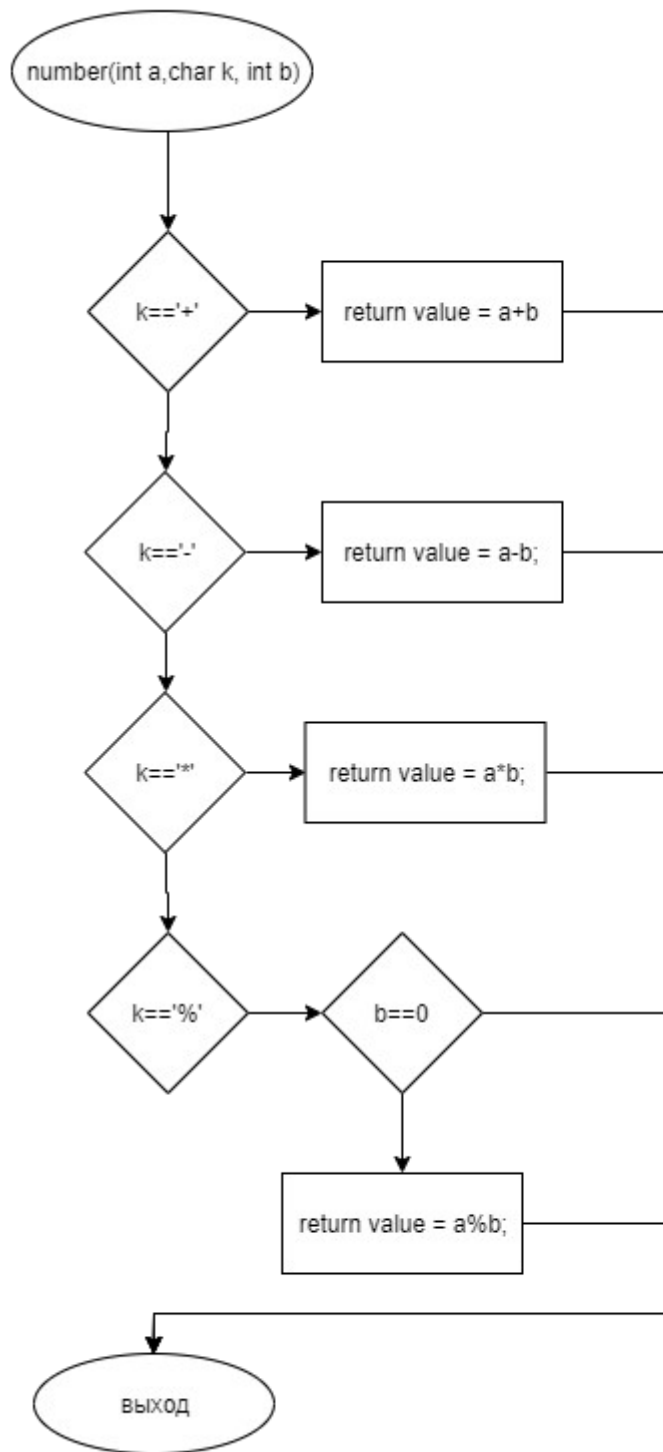 number(int a,char k, int b)
k=='+'
return value = a+b
k=='-'
return value = a-b;
k=='*'
return value = a*b;
k=='%'
b==0
return value = a%b;
выход